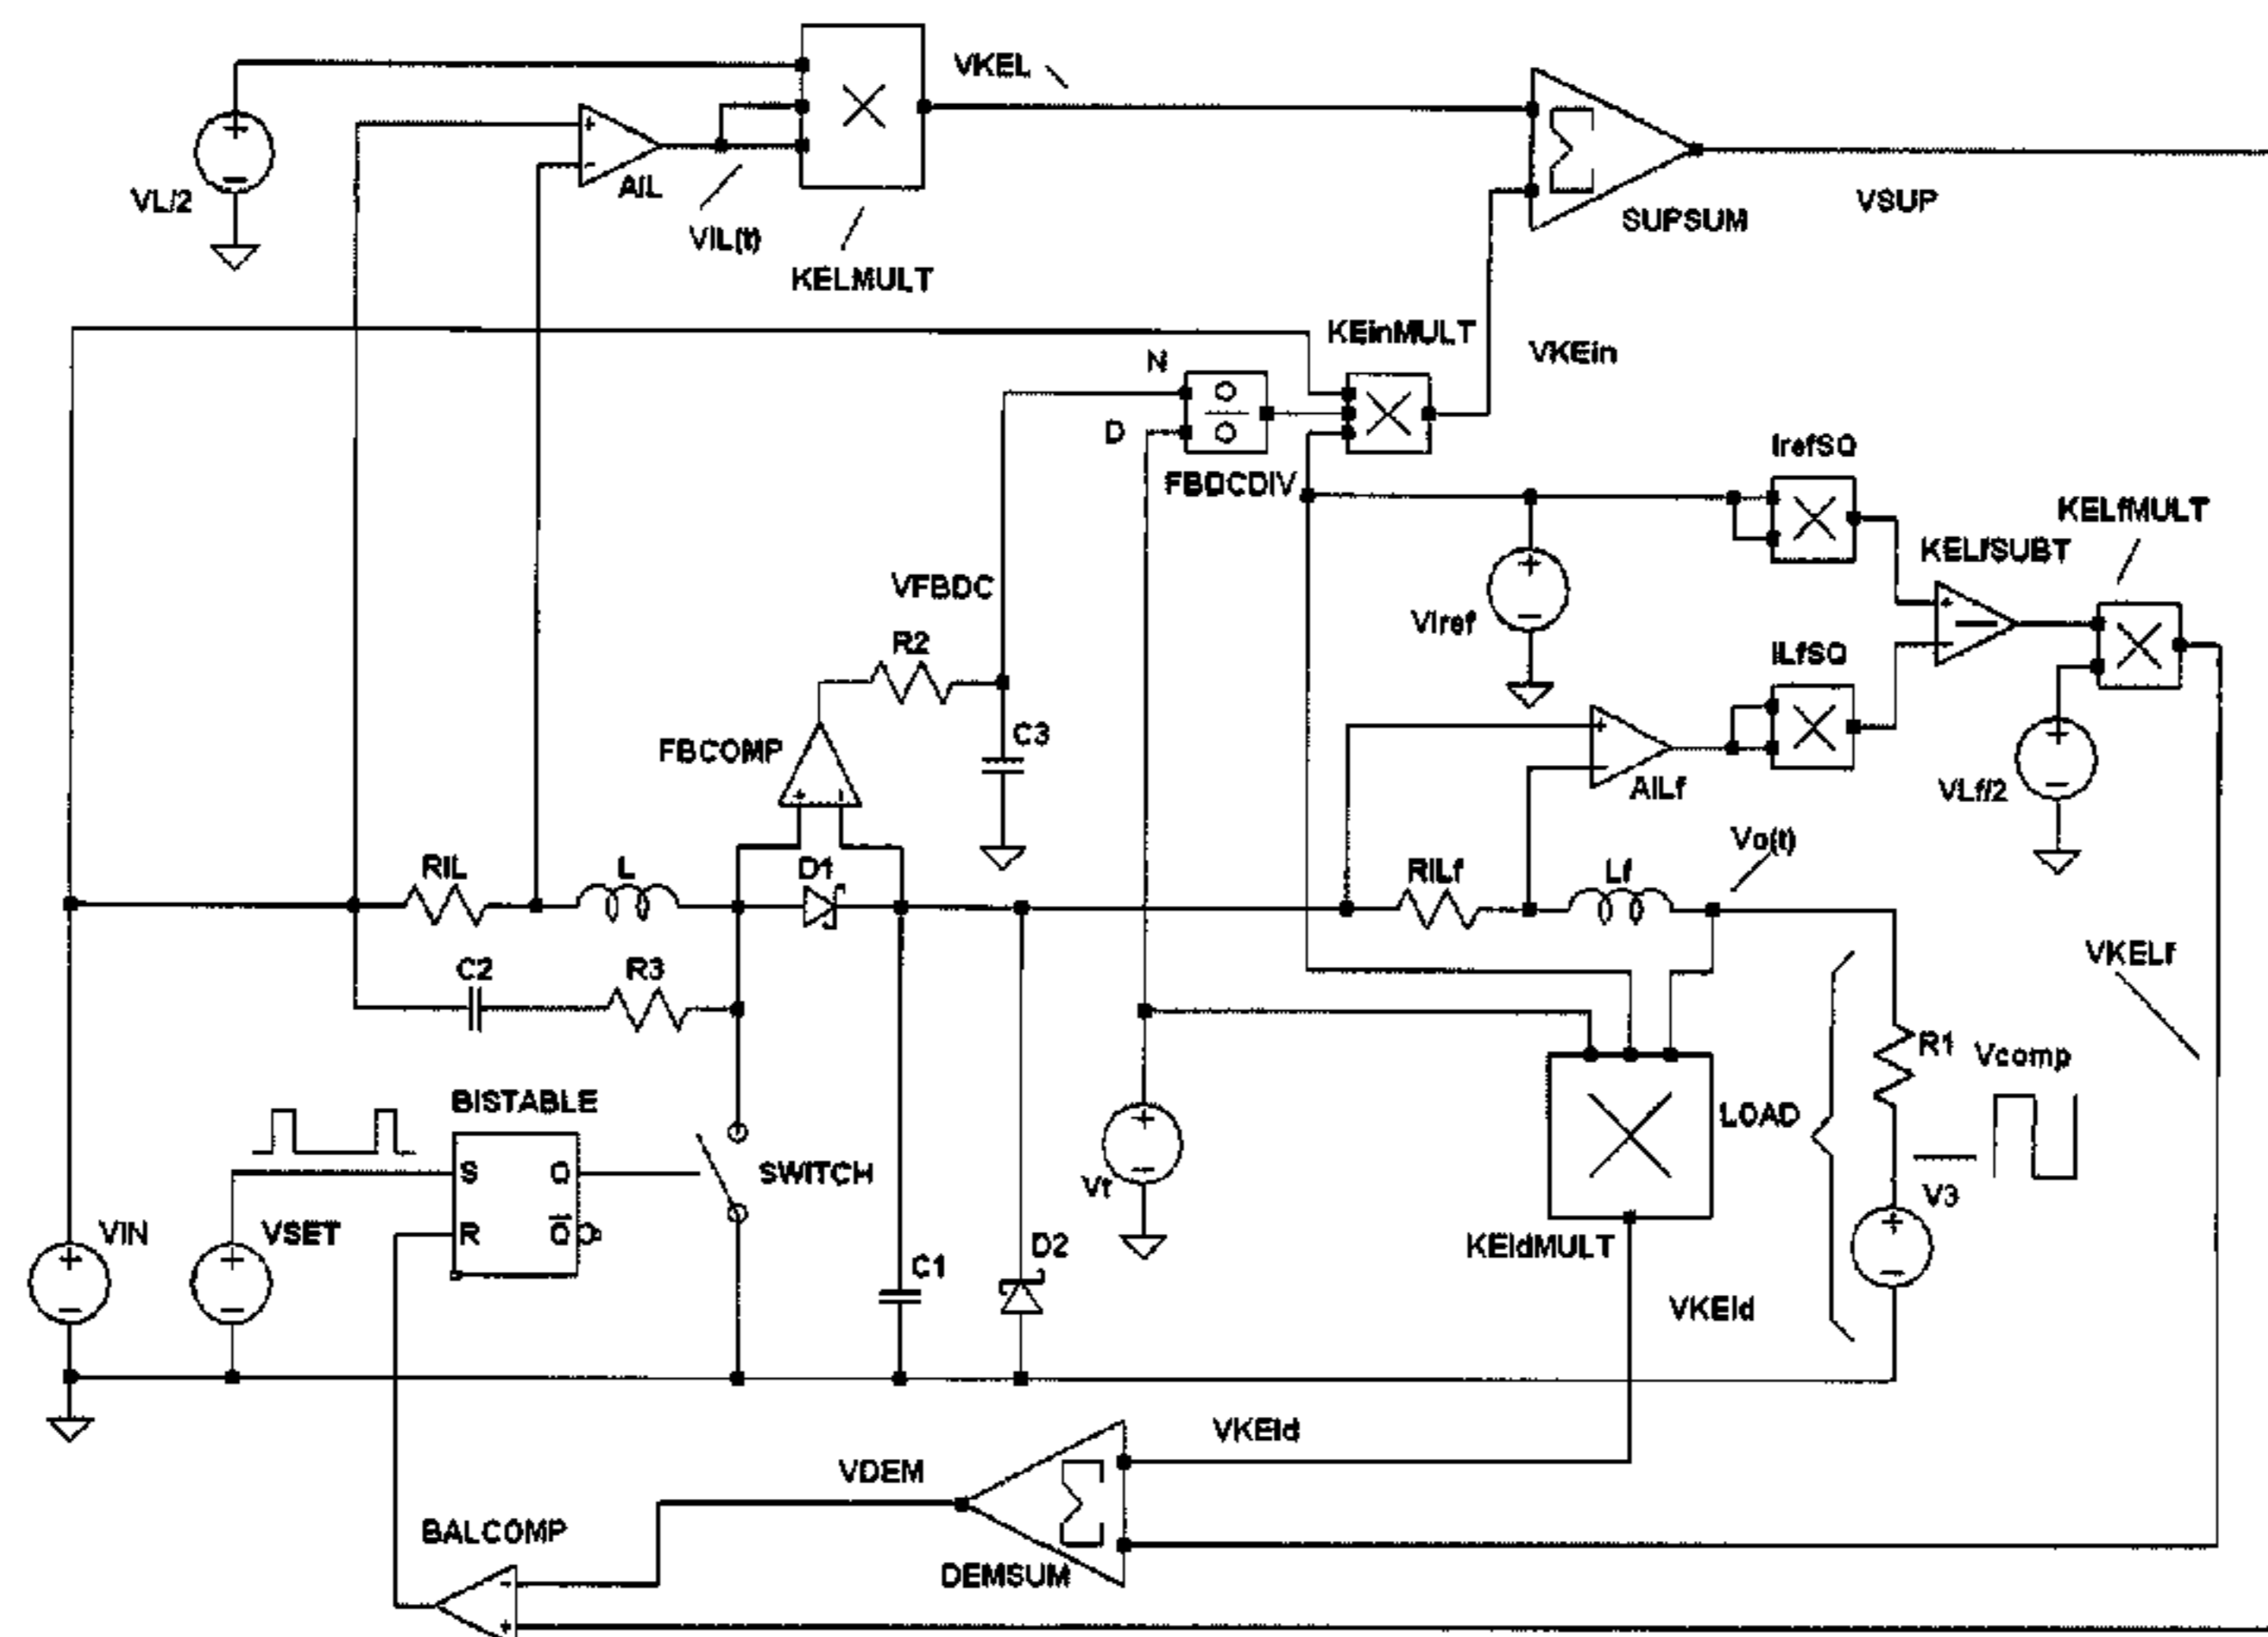 VKEL
VL/2
AIL
VIL(t)
KELMULT
SUPSUM
VSUP
KEinMULT
VKEin
N
D
FBDCDIV
IrefSQ
KELfMULT
KELfSUBT
VFBDC
VIref
R2
ILfSQ
FBCOMP
C3
AILf
VLf/2
Vo(t)
RIL
L
D1
RILf
Lf
VKELf
C2
R3
R1
Vcomp
BISTABLE
LOAD
S
Q
SWITCH
VIN
VSET
R
Q
VT
V3
KEldMULT
D2
C1
VKEld
VKEld
VDEM
BALCOMP
DEMSUM